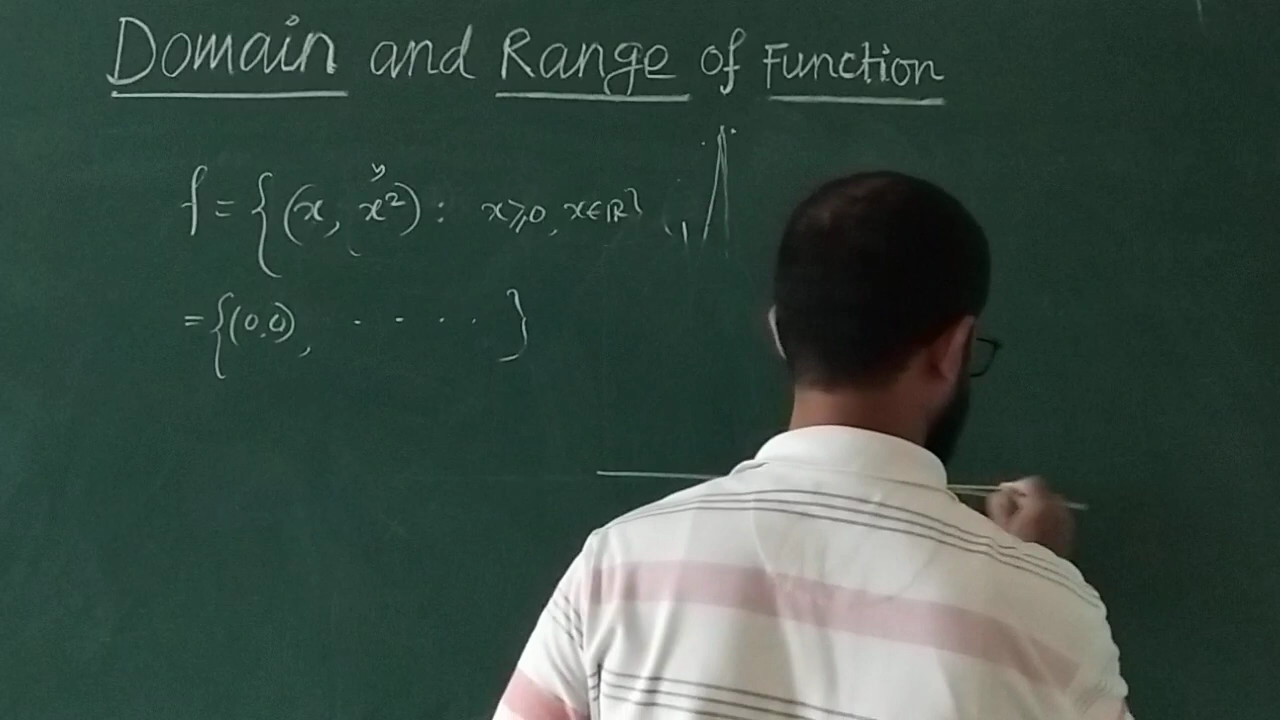 Domain and Range of Function
y
f = {(x, x²) : x ≥ 0, x ∈ ℝ}
= {(0,0), . . . . }